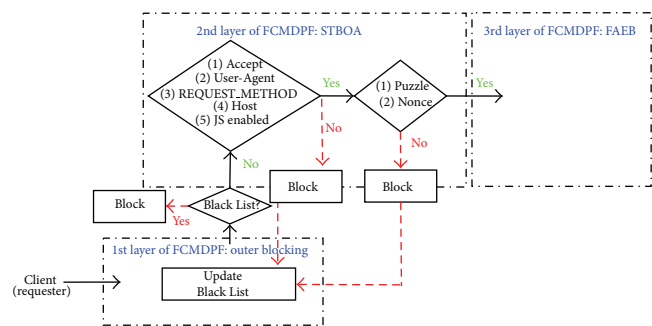 2nd layer of FCMDPF: STBOA
3rd layer of FCMDPF: FAEB
(1) Accept
(2) User-Agent
(3) REQUEST_METHOD
(4) Host
(5) JS enabled
Yes
(1) Puzzle
(2) Nonce
Yes
No
No
No
Block
Block
Block
Yes
Black List?
1st layer of FCMDPF: outer blocking
Client
(requester)
Update
Black List